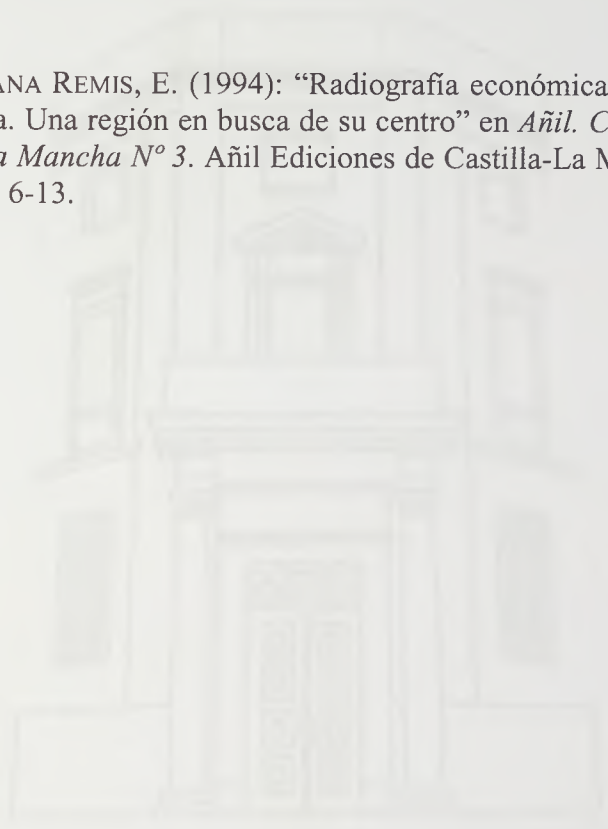 ANA REMIS, E. (1994): “Radiografía económica
a. Una región en busca de su centro” en Añil. C
a Mancha Nº 3. Añil Ediciones de Castilla-La M
6-13.